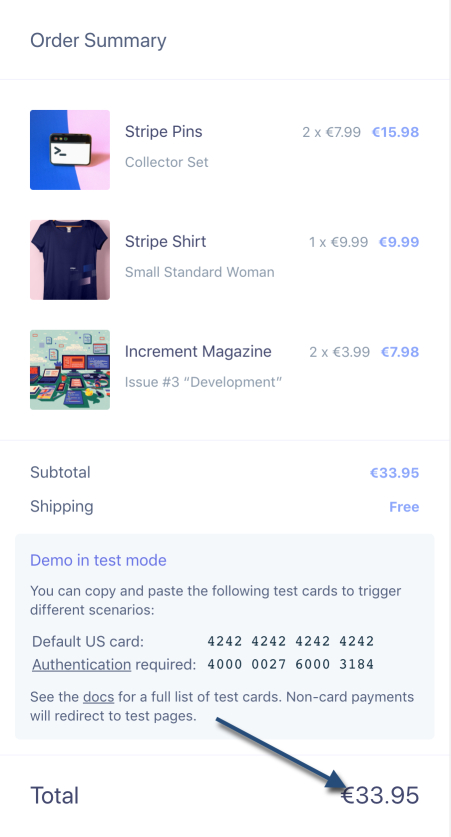 Order Summary
Stripe Pins 2 x €7.99 €15.98
Collector Set
Stripe Shirt 1 x €9.99 €9.99
Small Standard Woman
Increment Magazine 2 x €3.99 €7.98
Issue #3 “Development”
Subtotal €33.95
Shipping Free
Demo in test mode
You can copy and paste the following test cards to trigger
different scenarios:
Default US card: 4242 4242 4242 4242
Authentication required: 4000 0027 6000 3184
See the docs for a full list of test cards. Non-card payments
will redirect to test pages.
Total €33.95